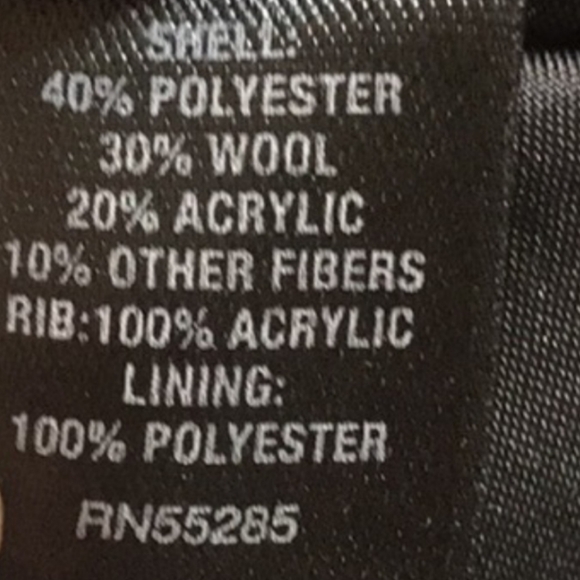 SHELL:
40% POLYESTER
30% WOOL
20% ACRYLIC
10% OTHER FIBERS
RIB:100% ACRYLIC
LINING:
100% POLYESTER
RN55285